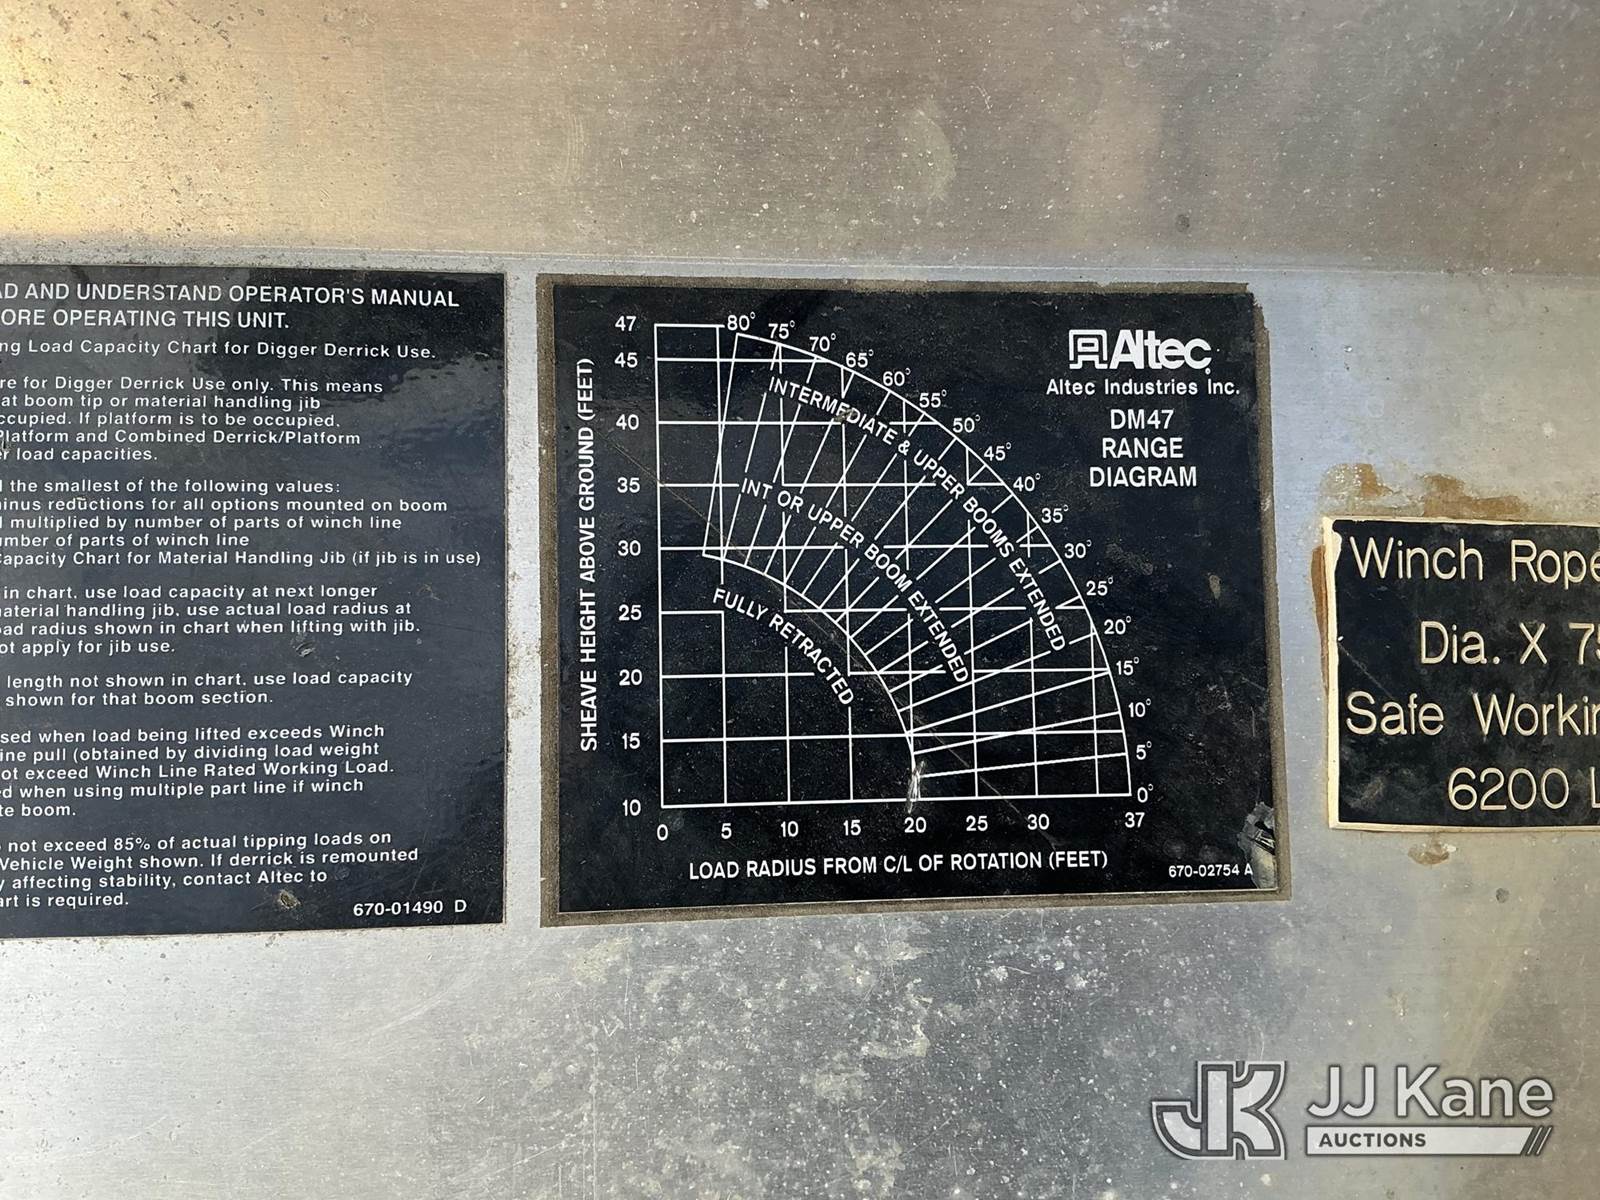 AD AND UNDERSTAND OPERATOR'S MANUAL
ORE OPERATING THIS UNIT.
ng Load Capacity Chart for Digger Derrick Use.
re for Digger Derrick Use only. This means
at boom tip or material handling jib
ccupied. If platform is to be occupied,
Platform and Combined Derrick/Platform
er load capacities.
l the smallest of the following values:
minus reductions for all options mounted on boom
l multiplied by number of parts of winch line
umber of parts of winch line
Capacity Chart for Material Handling Jib (if jib is in use)
in chart, use load capacity at next longer
material handling jib, use actual load radius at
oad radius shown in chart when lifting with jib.
ot apply for jib use.
length not shown in chart, use load capacity
shown for that boom section.
sed when load being lifted exceeds Winch
ine pull (obtained by dividing load weight
ot exceed Winch Line Rated Working Load.
ed when using multiple part line if winch
te boom.
o not exceed 85% of actual tipping loads on
Vehicle Weight shown. If derrick is remounted
y affecting stability, contact Altec to
art is required.
670-01490 D
Altec
Altec Industries Inc.
DM47
RANGE
DIAGRAM
SHEAVE HEIGHT ABOVE GROUND (FEET)
47
45
40
35
30
25
20
15
10
80°
75°
70°
65°
60°
55°
50°
45°
40°
35°
30°
25°
20°
15°
10°
5°
0°
INTERMEDIATE & UPPER BOOMS EXTENDED
INT OR UPPER BOOM EXTENDED
FULLY RETRACTED
0 5 10 15 20 25 30 37
LOAD RADIUS FROM C/L OF ROTATION (FEET)
670-02754 A
Winch Rope
Dia. X 75
Safe Workin
6200 L
JK JJ Kane
AUCTIONS